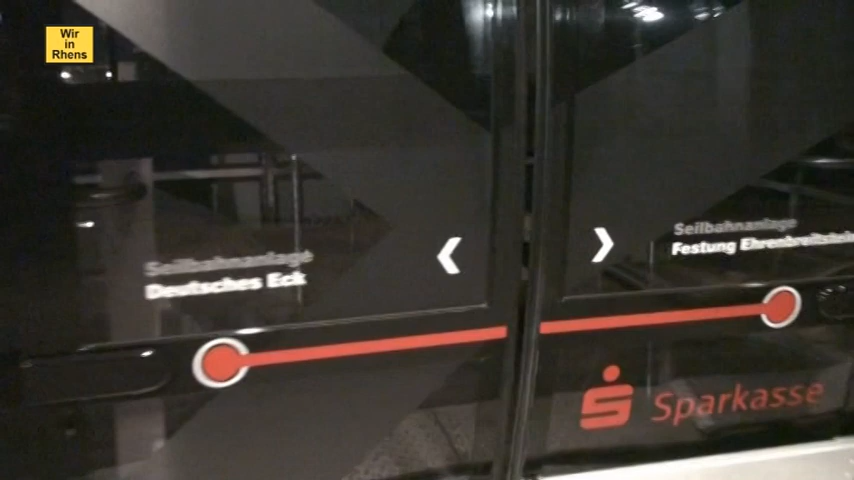 Wir
in
Rhens
Seilbahnanlage
Deutsches Eck
Seilbahnanlage
Festung Ehrenbreitstein
Sparkasse